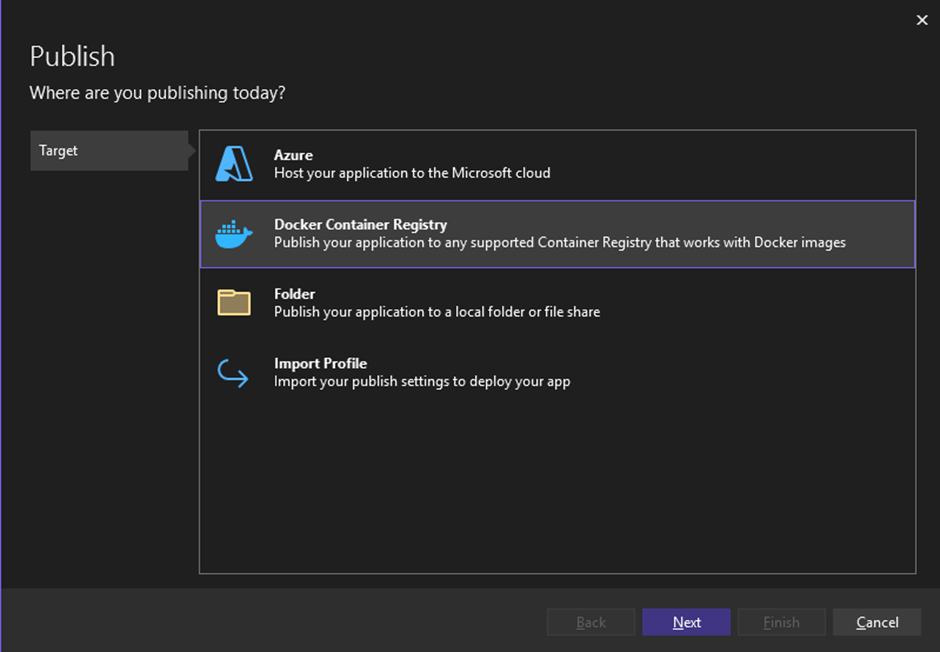 Publish
Where are you publishing today?
Target
Azure
Host your application to the Microsoft cloud
Docker Container Registry
Publish your application to any supported Container Registry that works with Docker images
Folder
Publish your application to a local folder or file share
Import Profile
Import your publish settings to deploy your app
Back
Next
Finish
Cancel